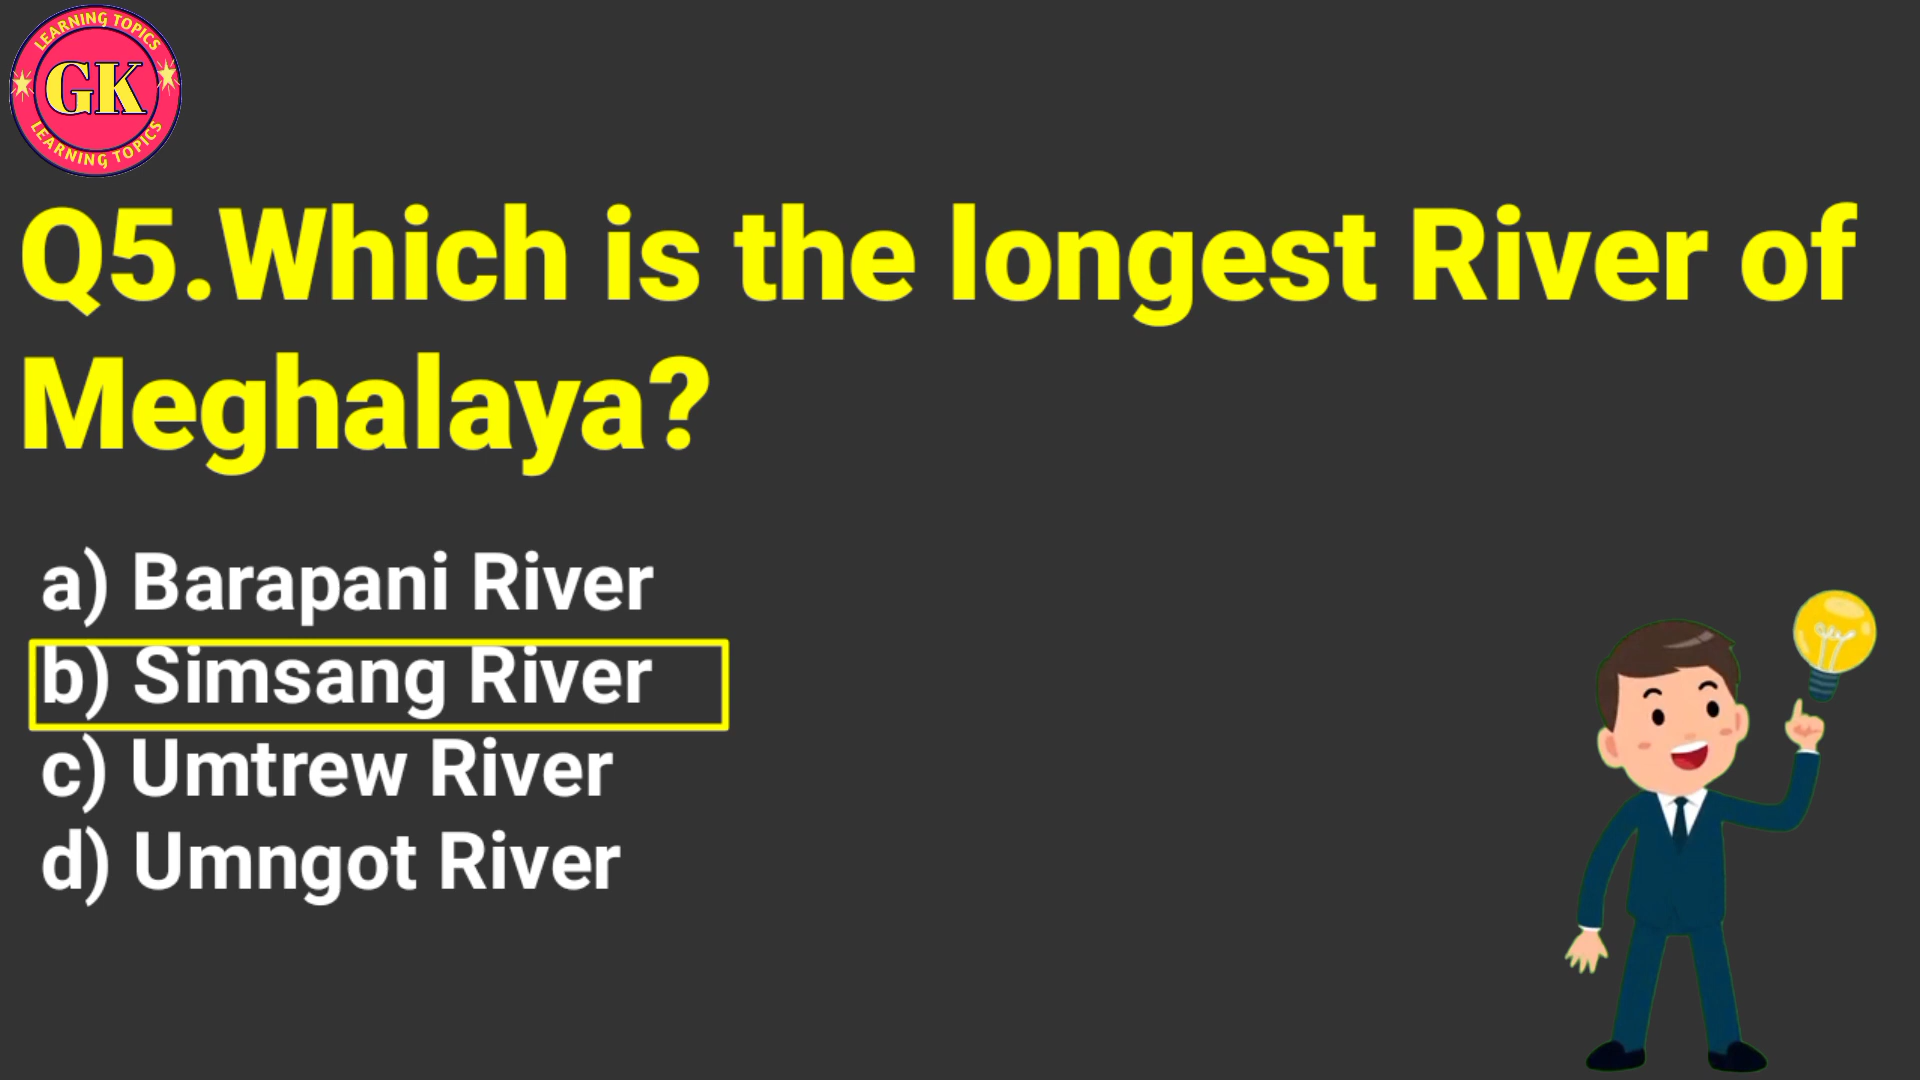 LEARNING TOPICS
GK
LEARNING TOPICS
Q5.Which is the longest River of
Meghalaya?
a) Barapani River
b) Simsang River
c) Umtrew River
d) Umngot River